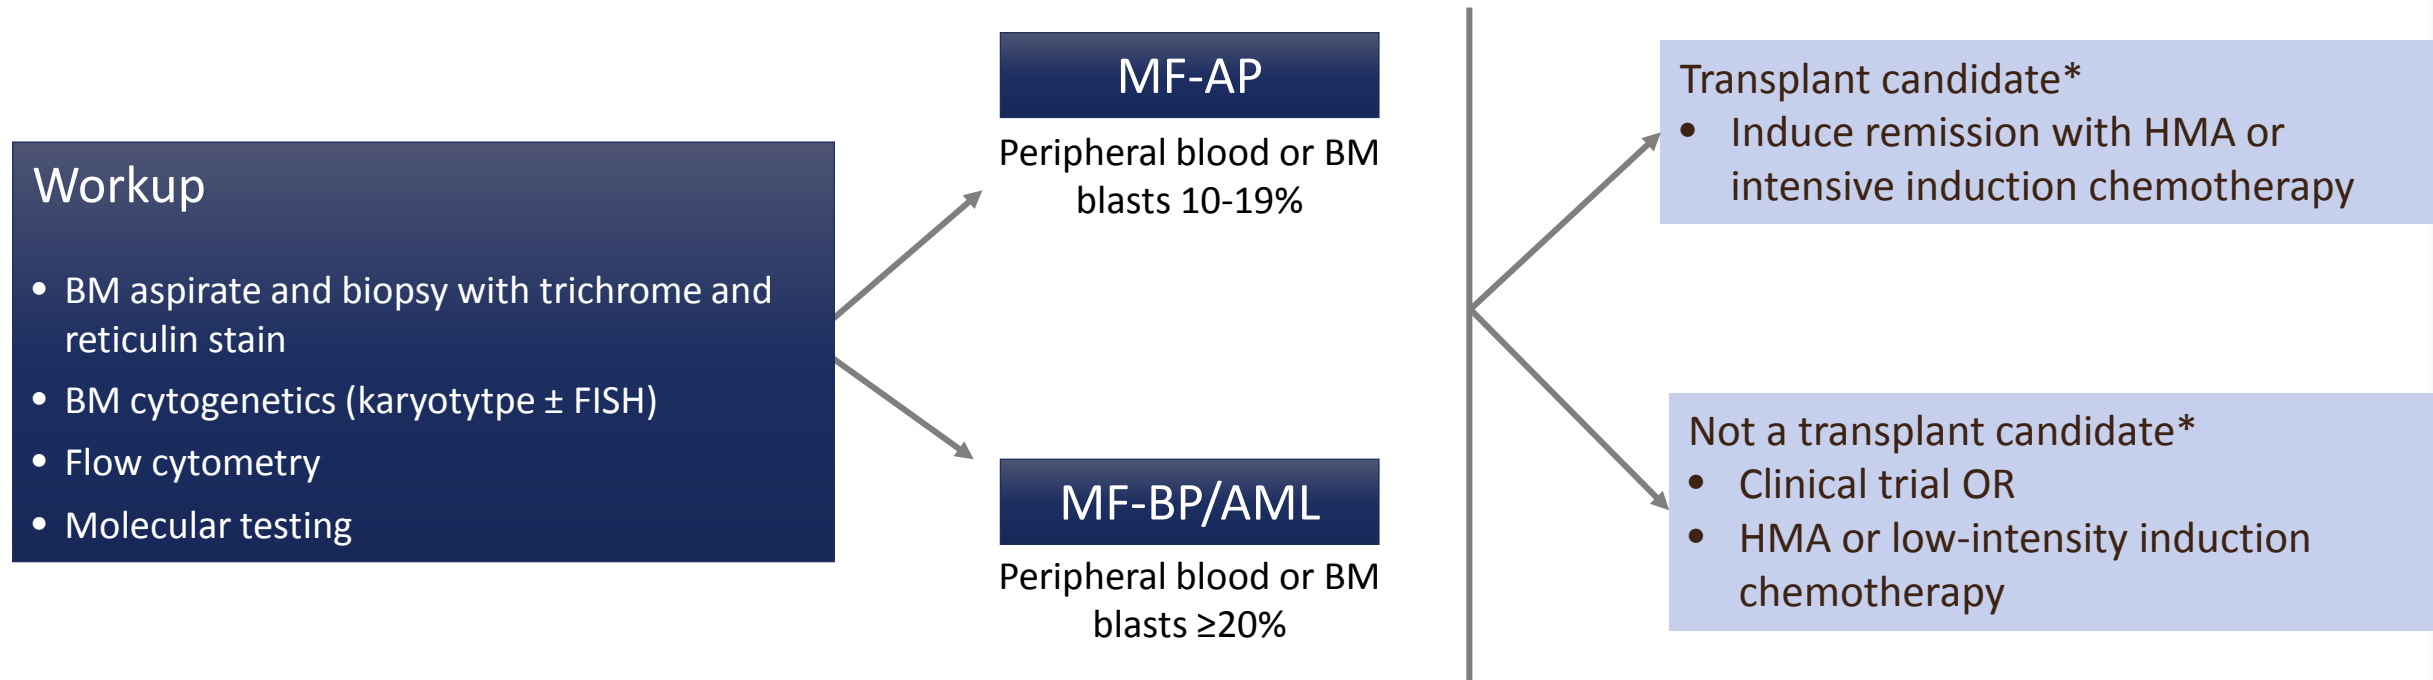 Workup
• BM aspirate and biopsy with trichrome and
reticulin stain
• BM cytogenetics (karyotytpe ± FISH)
• Flow cytometry
• Molecular testing
MF-AP
Peripheral blood or BM
blasts 10-19%
MF-BP/AML
Peripheral blood or BM
blasts ≥20%
Transplant candidate*
• Induce remission with HMA or
intensive induction chemotherapy
Not a transplant candidate*
• Clinical trial OR
• HMA or low-intensity induction
chemotherapy